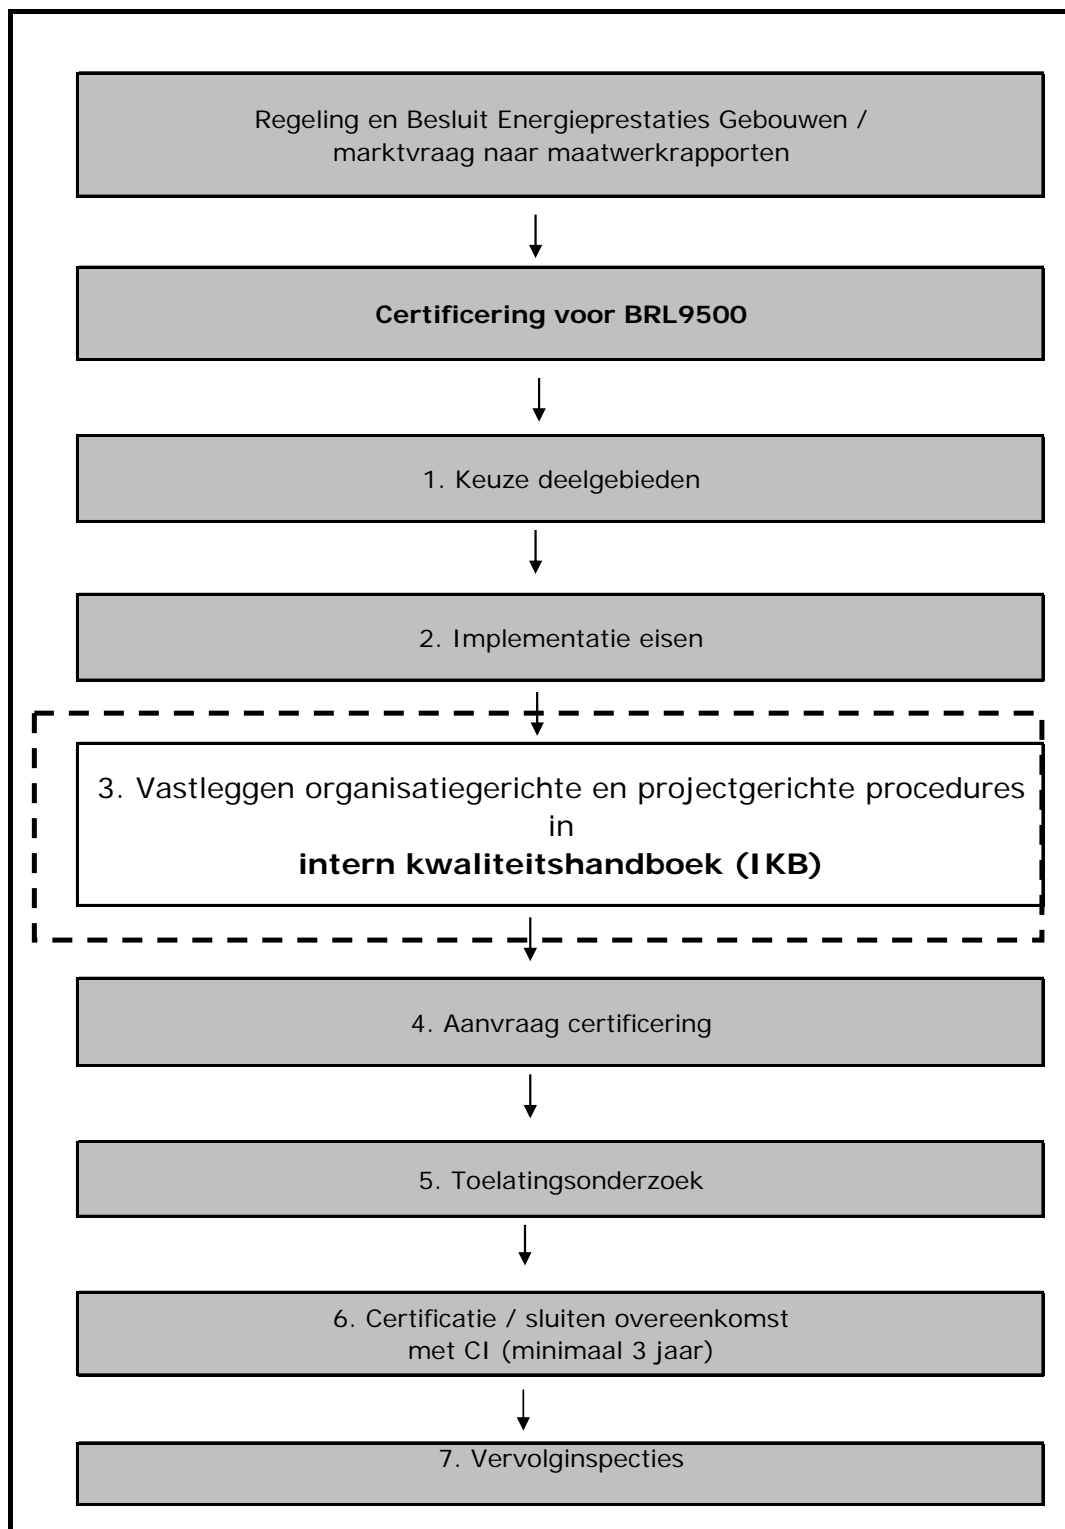 Regeling en Besluit Energieprestaties Gebouwen /
marktvraag naar maatwerkrapporten
Certificering voor BRL9500
1. Keuze deelgebieden
2. Implementatie eisen
3. Vastleggen organisatiegerichte en projectgerichte procedures
in
intern kwaliteitshandboek (IKB)
4. Aanvraag certificering
5. Toelatingsonderzoek
6. Certificatie / sluiten overeenkomst
met CI (minimaal 3 jaar)
7. Vervolginspecties